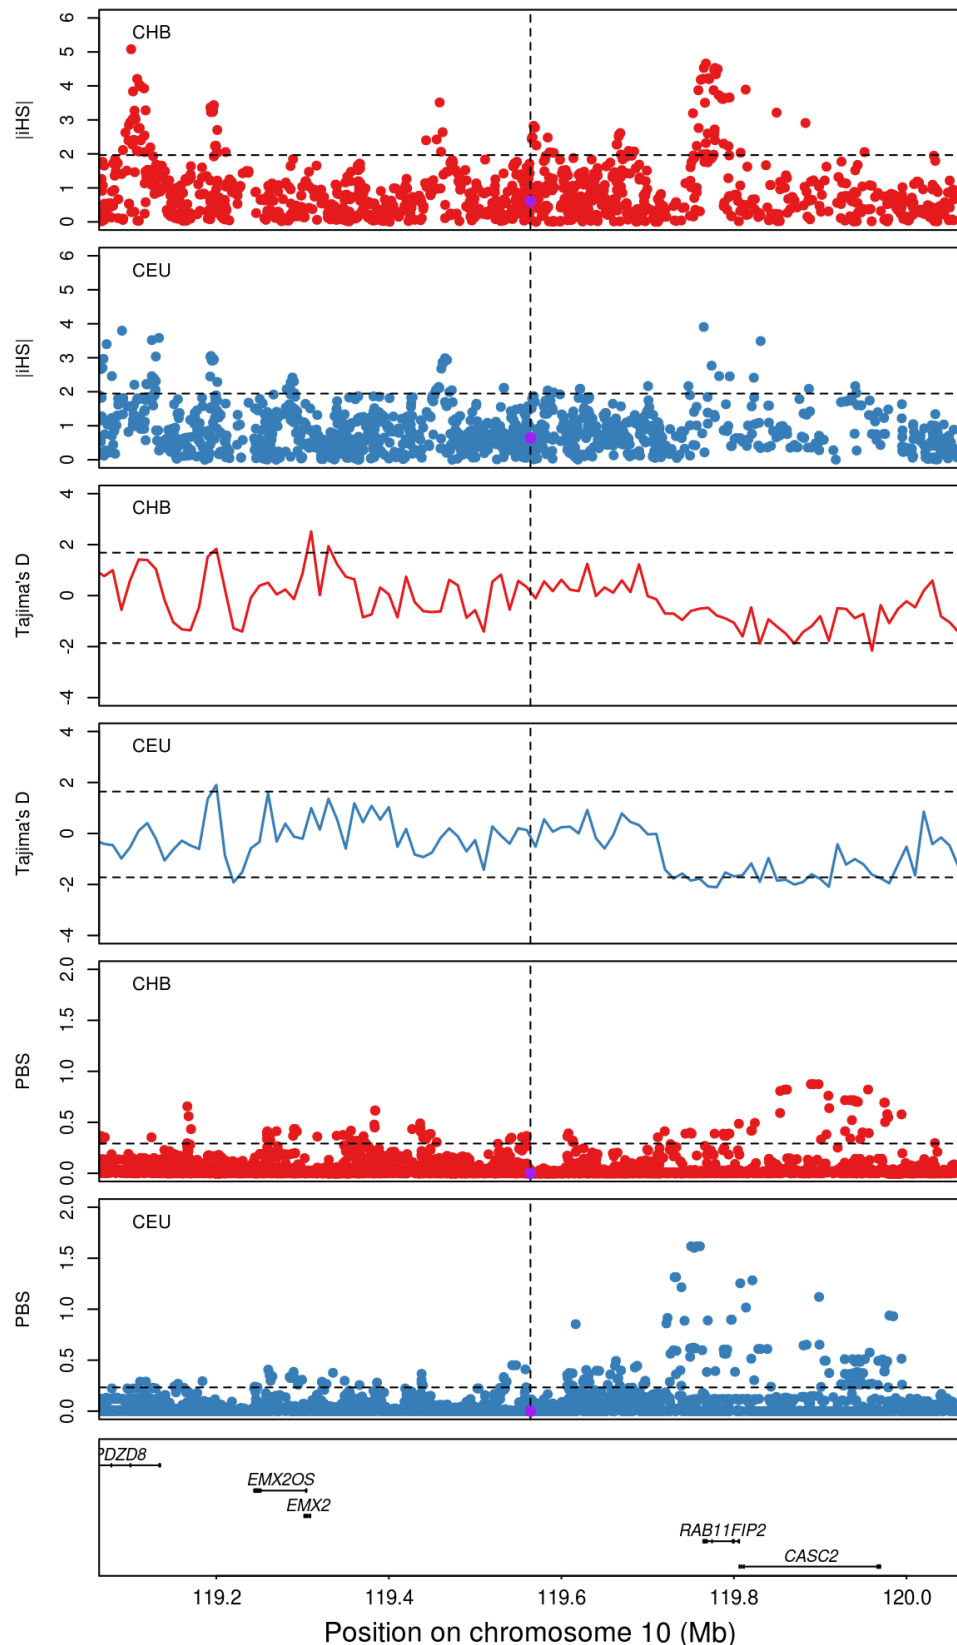 CHB
|iHS|
0 1 2 3 4 5 6
CEU
|iHS|
0 1 2 3 4 5 6
CHB
Tajima's D
-4 -2 0 2 4
CEU
Tajima's D
-4 -2 0 2 4
CHB
PBS
0.0 0.5 1.0 1.5 2.0
CEU
PBS
0.0 0.5 1.0 1.5 2.0
PDZD8
EMX2OS
EMX2
RAB11FIP2
CASC2
119.2 119.4 119.6 119.8 120.0
Position on chromosome 10 (Mb)